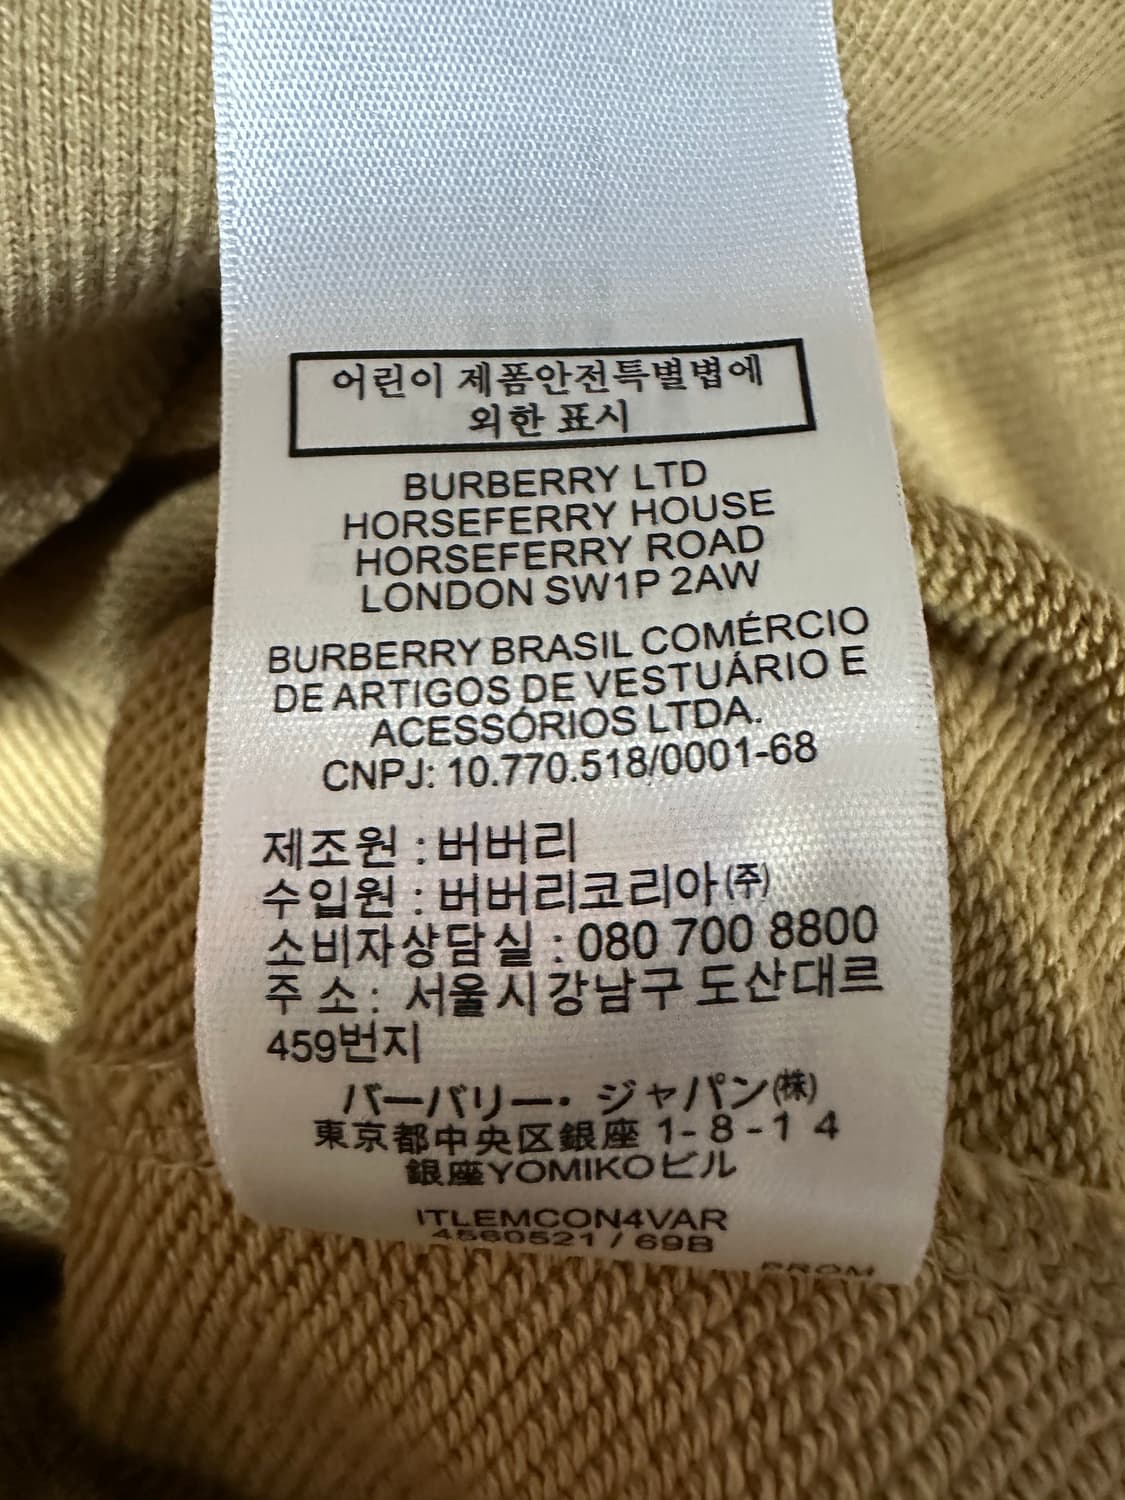 어린이 제폼안전특별볍에
외한 표시
BURBERRY LTD
HORSEFERRY HOUSE
HORSEFERRY ROAD
LONDON SW1P 2AW
BURBERRY BRASIL COMÉRCIO
DE ARTIGOS DE VESTUÁRIO E
ACESSÓRIOS LTDA.
CNPJ: 10.770.518/0001-68
제조원 : 버버리
수입원 : 버버리코리아㈜
소비자상담실 : 080 700 8800
주 소 : 서울시강남구 도산대르
459번지
バーバリー・ジャパン㈱
東京都中央区銀座 1-8-14
銀座YOMIKOビル
ITLEMCON4VAR
4560521 / 69B
PROM